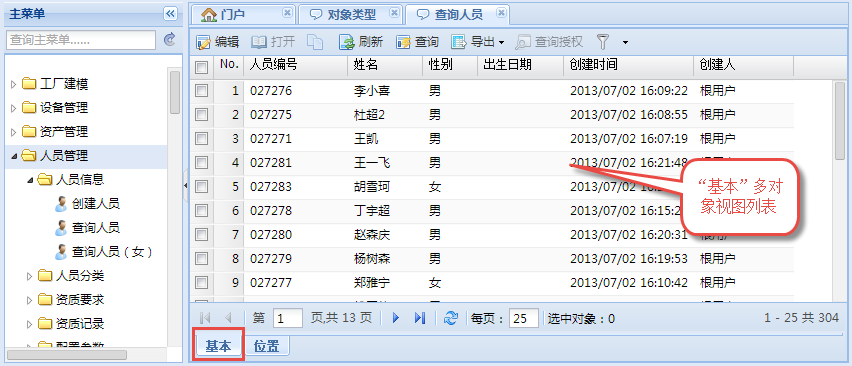 主菜单
查询主菜单......
工厂建模
设备管理
资产管理
人员管理
人员信息
创建人员
查询人员
查询人员（女）
人员分类
资质要求
资质记录
配置参数
门户 对象类型 查询人员
编辑 打开 刷新 查询 导出 查询授权
No. 人员编号 姓名 性别 出生日期 创建时间 创建人
1 027276 李小喜 男 2013/07/02 16:09:22 根用户
2 027275 杜超2 男 2013/07/02 16:08:55 根用户
3 027271 王凯 男 2013/07/02 16:07:19 根用户
4 027281 王一飞 男 2013/07/02 16:21:48
5 027283 胡雪珂 女 2013/07/02 16:
6 027278 丁宇超 男 2013/07/02 16:15:2
7 027280 赵森庆 男 2013/07/02 16:20:31 根用户
8 027279 杨树森 男 2013/07/02 16:19:53 根用户
9 027277 郑雅宁 女 2013/07/02 16:10:42 根用户
“基本”多对
象视图列表
第 1 页,共 13 页 每页： 25 选中对象：0 1 - 25 共 304
基本 位置